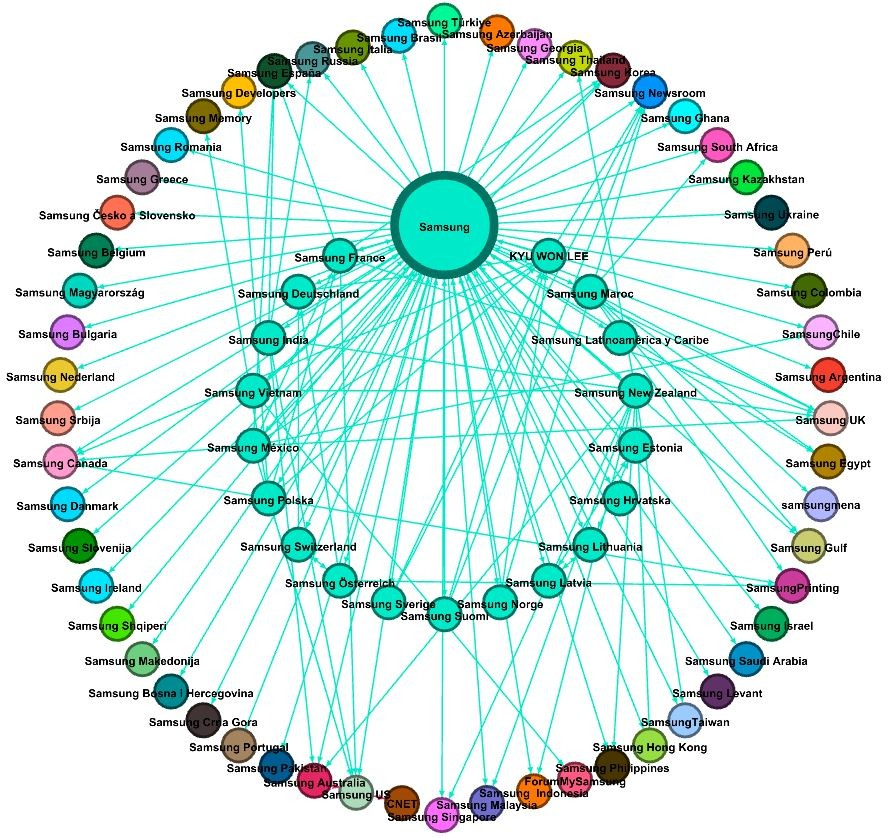 Samsung Türkiye
Samsung Brasil
Samsung Azerbaijan
Samsung Italia
Samsung Georgia
Samsung Russia
Samsung Thailand
Samsung España
Samsung Korea
Samsung Developers
Samsung Newsroom
Samsung Memory
Samsung Ghana
Samsung Romania
Samsung South Africa
Samsung Greece
Samsung Kazakhstan
Samsung Česko a Slovensko
Samsung Ukraine
Samsung
Samsung Belgium
Samsung France
KYU WON LEE
Samsung Perú
Samsung Magyarország
Samsung Deutschland
Samsung Maroc
Samsung Colombia
Samsung Bulgaria
Samsung India
Samsung Latinoamérica y Caribe
SamsungChile
Samsung Nederland
Samsung Argentina
Samsung Vietnam
Samsung New Zealand
Samsung Srbija
Samsung UK
Samsung México
Samsung Estonia
Samsung Canada
Samsung Egypt
Samsung Polska
Samsung Hrvatska
Samsung Danmark
samsungmena
Samsung Slovenija
Samsung Switzerland
Samsung Lithuania
Samsung Gulf
Samsung Ireland
Samsung Österreich
Samsung Latvia
SamsungPrinting
Samsung Sverige
Samsung Suomi
Samsung Norge
Samsung Shqiperi
Samsung Israel
Samsung Makedonija
Samsung Saudi Arabia
Samsung Bosna i Hercegovina
Samsung Levant
Samsung Crna Gora
SamsungTaiwan
Samsung Portugal
Samsung Hong Kong
Samsung Pakistan
Samsung Philippines
Samsung Australia
ForumMySamsung
Samsung US
Samsung Indonesia
CNET
Samsung Malaysia
Samsung Singapore